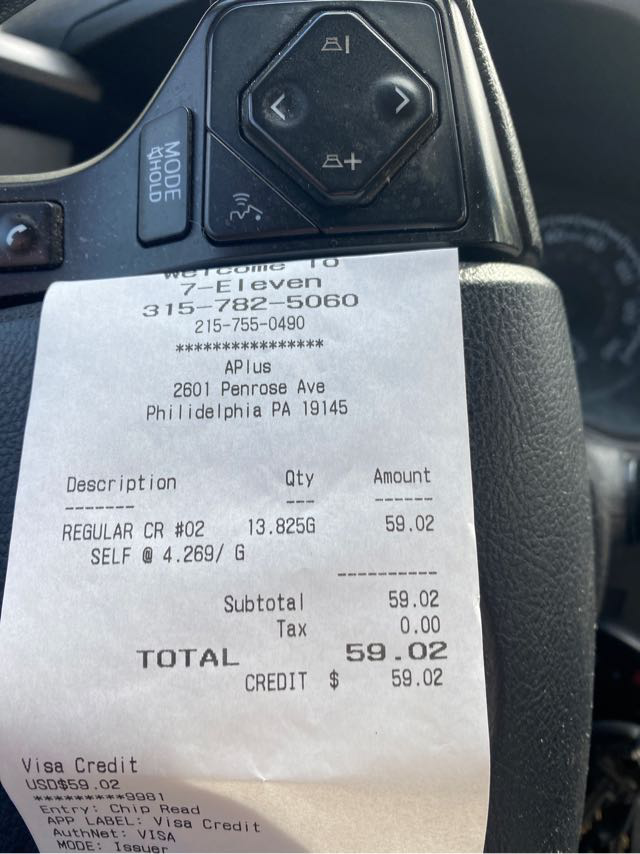 MODE
HOLD
Welcome To
7-Eleven
315-782-5060
215-755-0490
****************
APlus
2601 Penrose Ave
Philidelphia PA 19145
Description Qty Amount
------- --- ------
REGULAR CR #02 13.825G 59.02
SELF @ 4.269/ G
----------
Subtotal 59.02
Tax 0.00
TOTAL 59.02
CREDIT $ 59.02
Visa Credit
USD$59.02
*********9981
Entry: Chip Read
APP LABEL: Visa Credit
AuthNet: VISA
MODE: Issuer